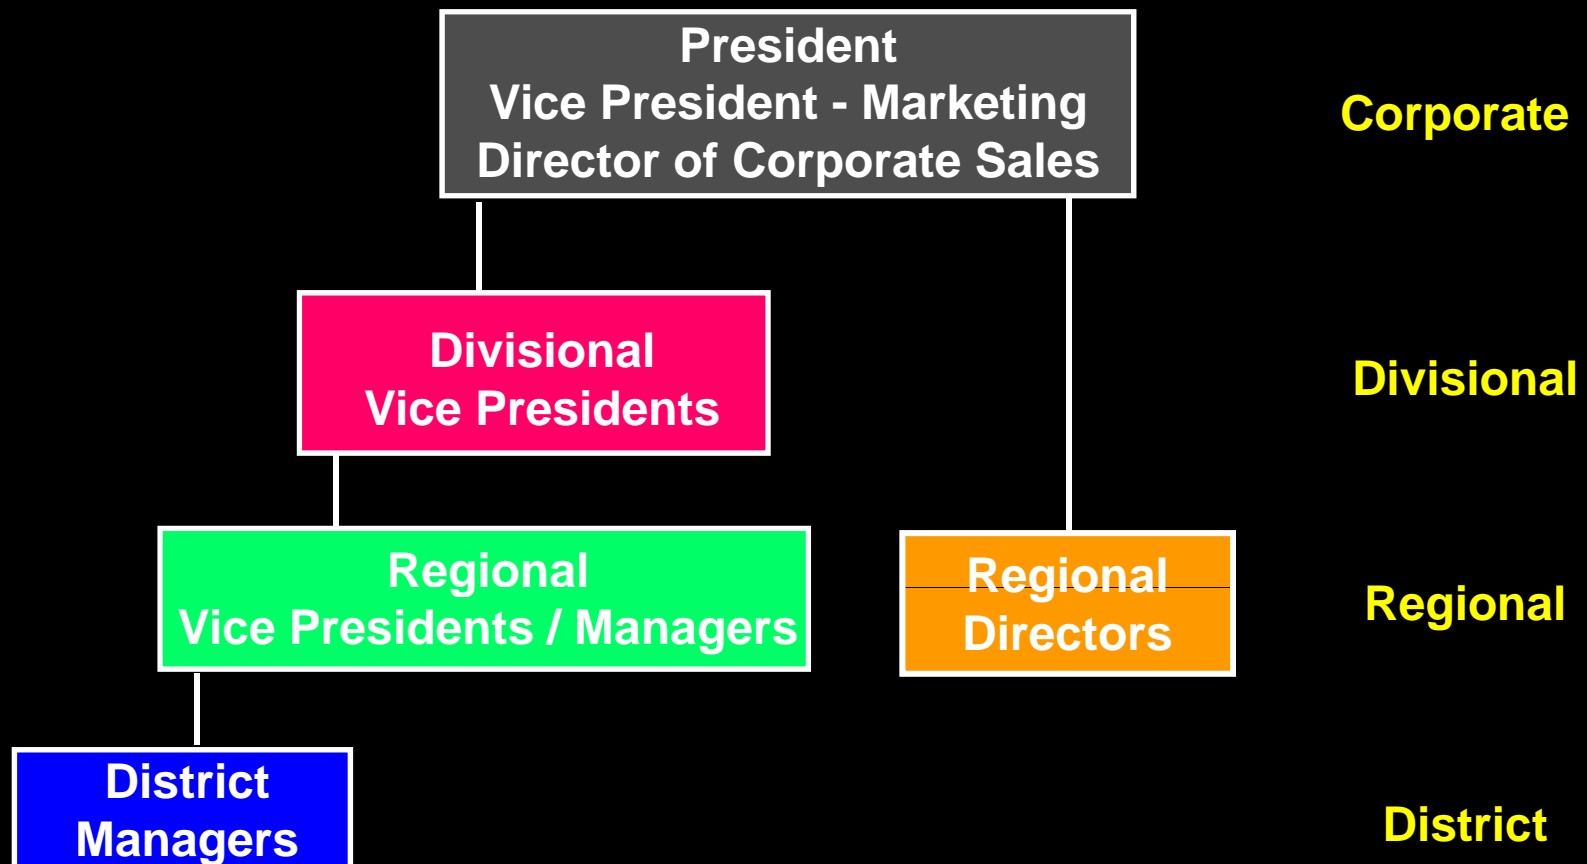 President
Vice President - Marketing
Director of Corporate Sales
Corporate
Divisional
Vice Presidents
Divisional
Regional
Vice Presidents / Managers
Regional
Directors
Regional
District
Managers
District